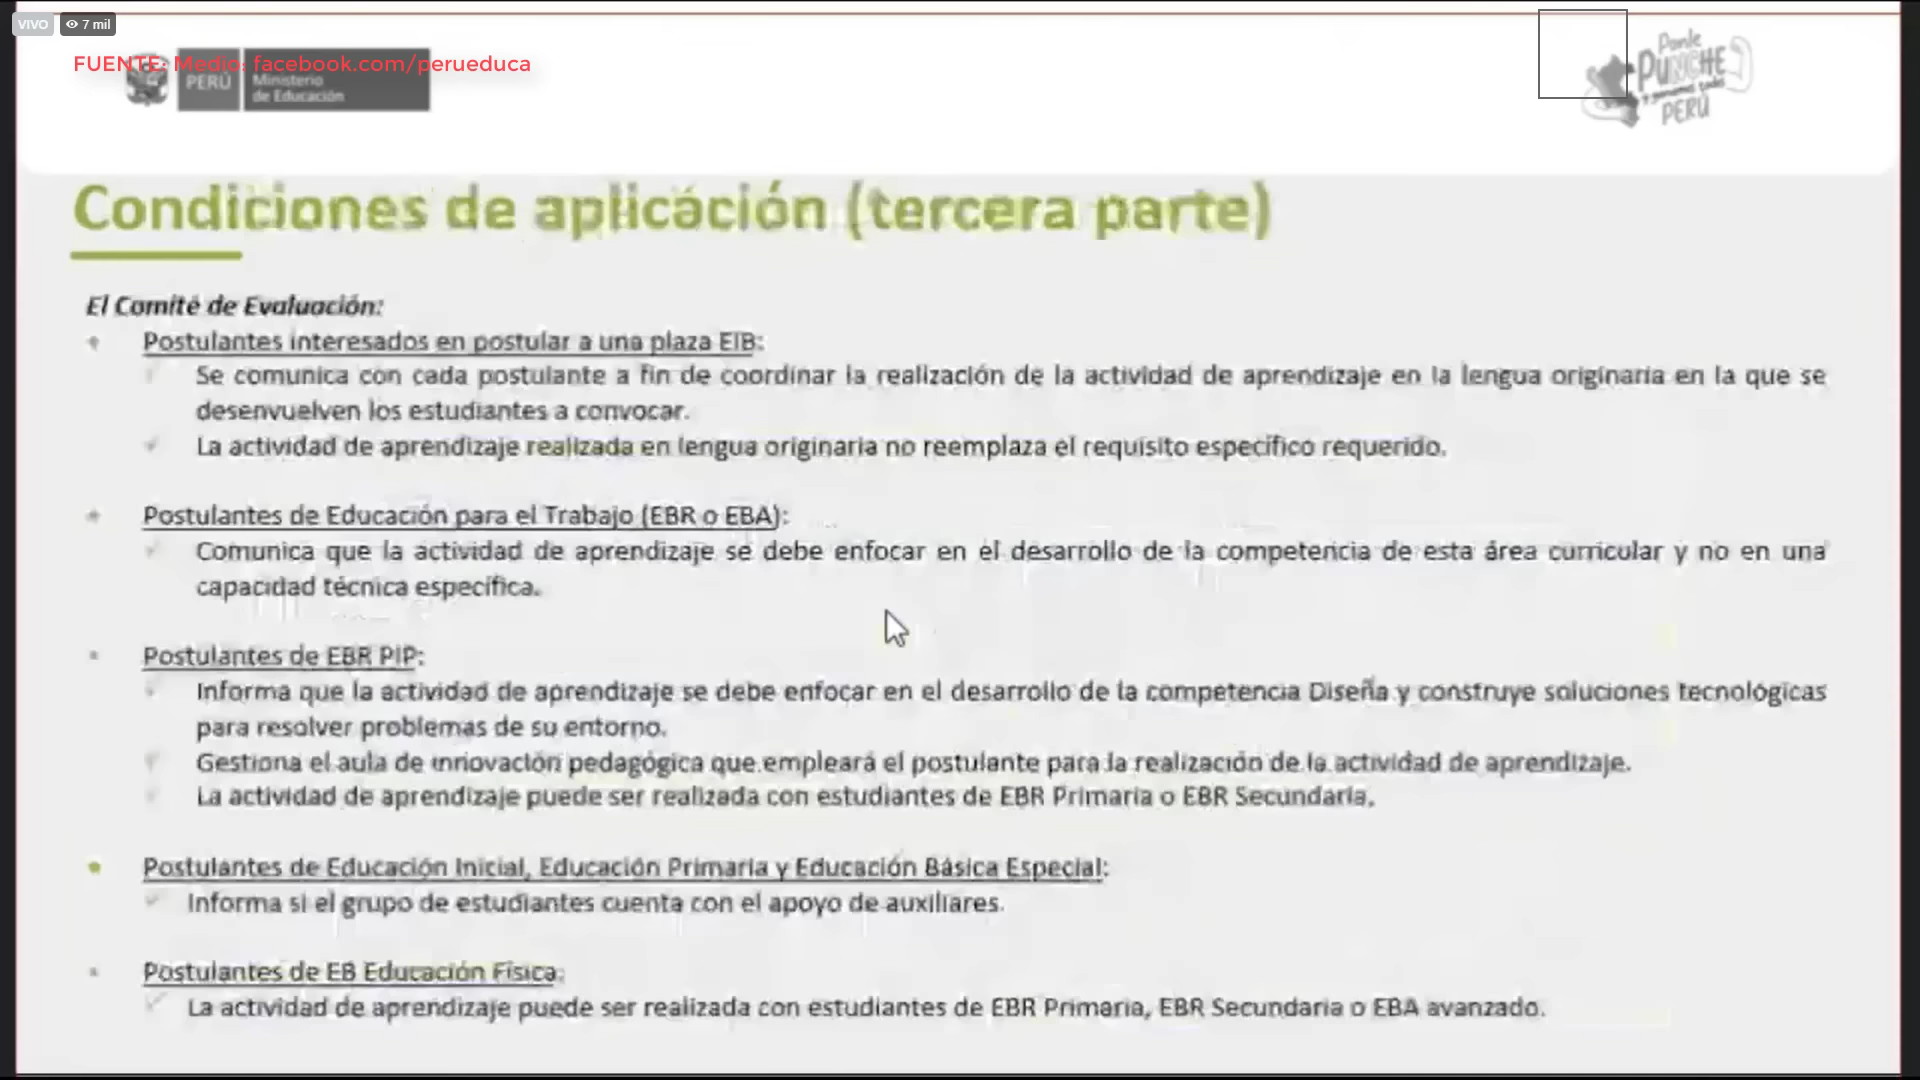 VIVO 7 mil
FUENTE: Medio: facebook.com/perueduca
PERÚ Ministerio
de Educación
Ponle
PUNCHE
PERÚ
Condiciones de aplicación (tercera parte)
El Comité de Evaluación:
Postulantes interesados en postular a una plaza EIB:
Se comunica con cada postulante a fin de coordinar la realización de la actividad de aprendizaje en la lengua originaria en la que se
desenvuelven los estudiantes a convocar.
La actividad de aprendizaje realizada en lengua originaria no reemplaza el requisito específico requerido.
Postulantes de Educación para el Trabajo (EBR o EBA):
Comunica que la actividad de aprendizaje se debe enfocar en el desarrollo de la competencia de esta área curricular y no en una
capacidad técnica específica.
Postulantes de EBR PIP:
Informa que la actividad de aprendizaje se debe enfocar en el desarrollo de la competencia Diseña y construye soluciones tecnológicas
para resolver problemas de su entorno.
Gestiona el aula de innovación pedagógica que empleará el postulante para la realización de la actividad de aprendizaje.
La actividad de aprendizaje puede ser realizada con estudiantes de EBR Primaria o EBR Secundaria.
Postulantes de Educación Inicial, Educación Primaria y Educación Básica Especial:
Informa si el grupo de estudiantes cuenta con el apoyo de auxiliares.
Postulantes de EB Educación Física:
La actividad de aprendizaje puede ser realizada con estudiantes de EBR Primaria, EBR Secundaria o EBA avanzado.